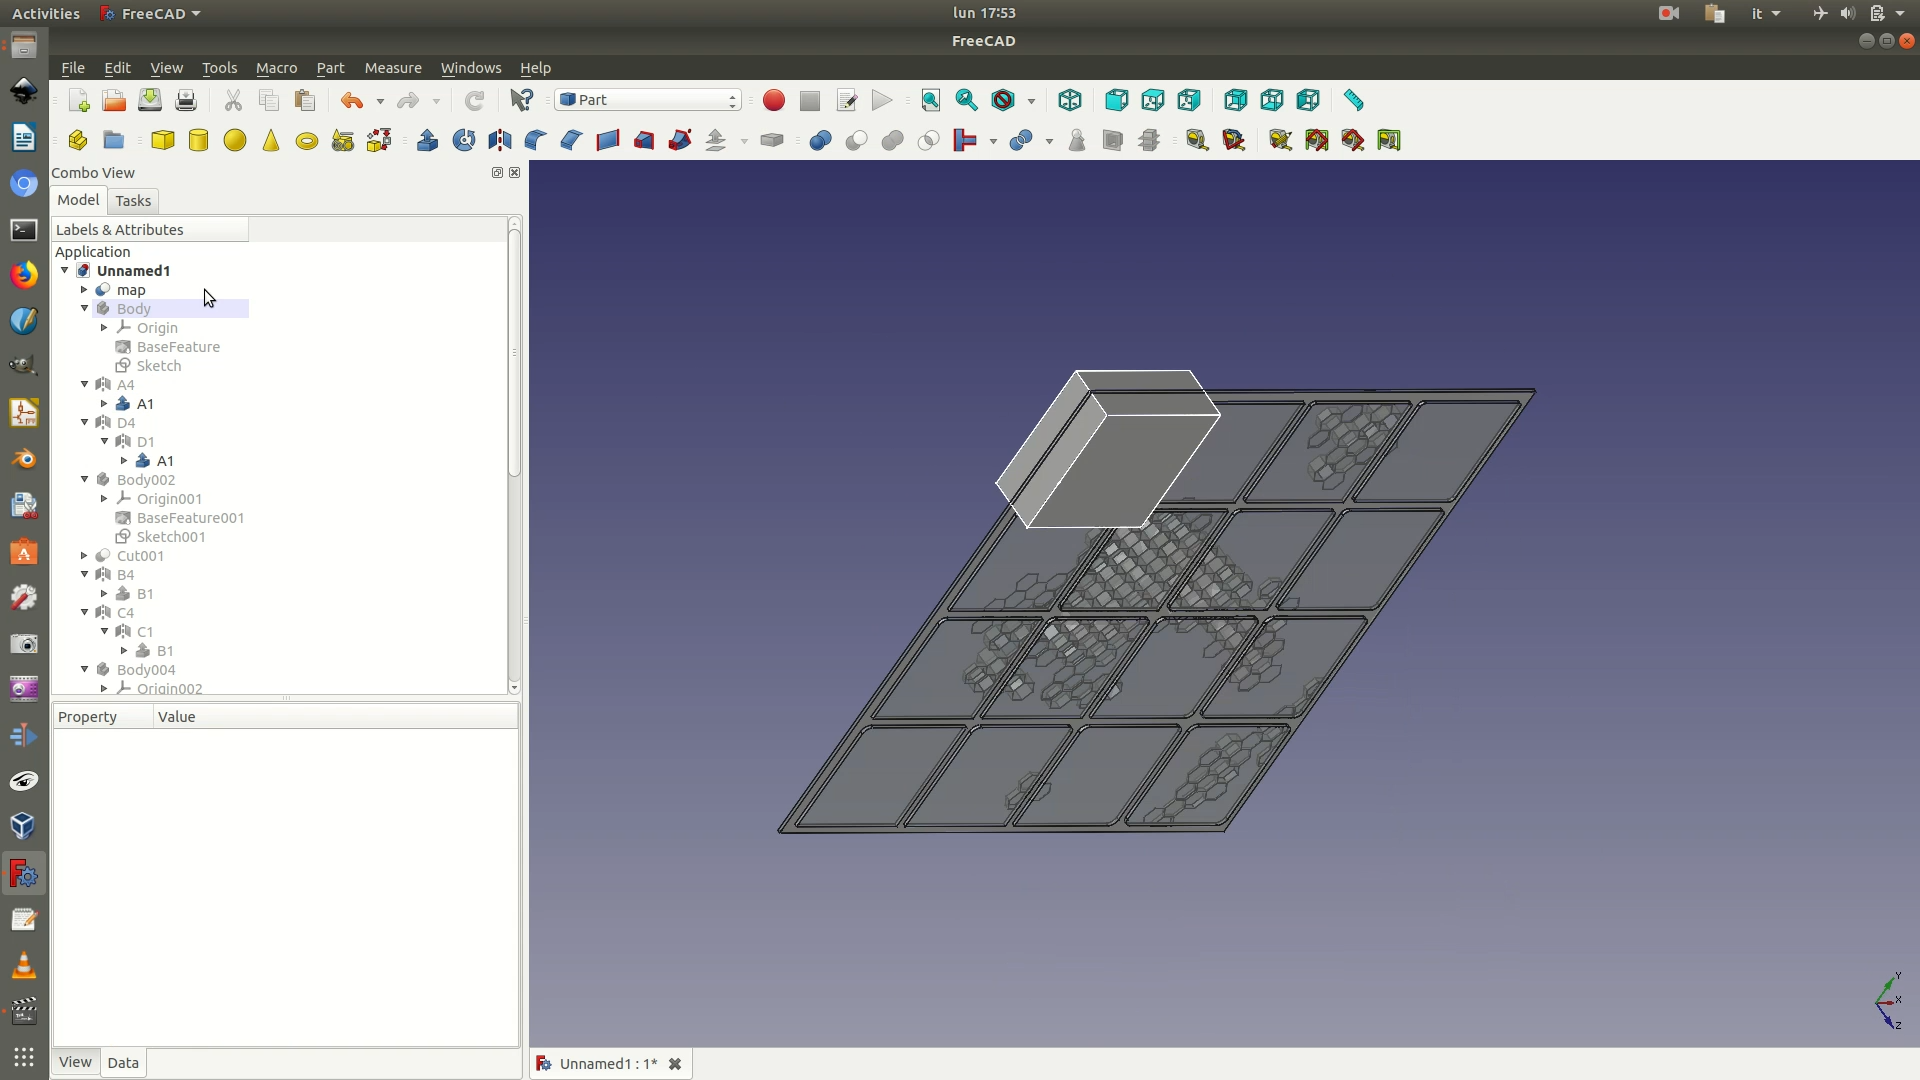 Activities FreeCAD lun 17:53 it
FreeCAD
File Edit View Tools Macro Part Measure Windows Help
Part
Combo View
Model Tasks
Labels & Attributes
Application
Unnamed1
map
Body
Origin
BaseFeature
Sketch
A4
A1
D4
D1
A1
Body002
Origin001
BaseFeature001
Sketch001
Cut001
B4
B1
C4
C1
B1
Body004
Origin002
Property Value
View Data
Unnamed1 : 1*
Y
X
Z